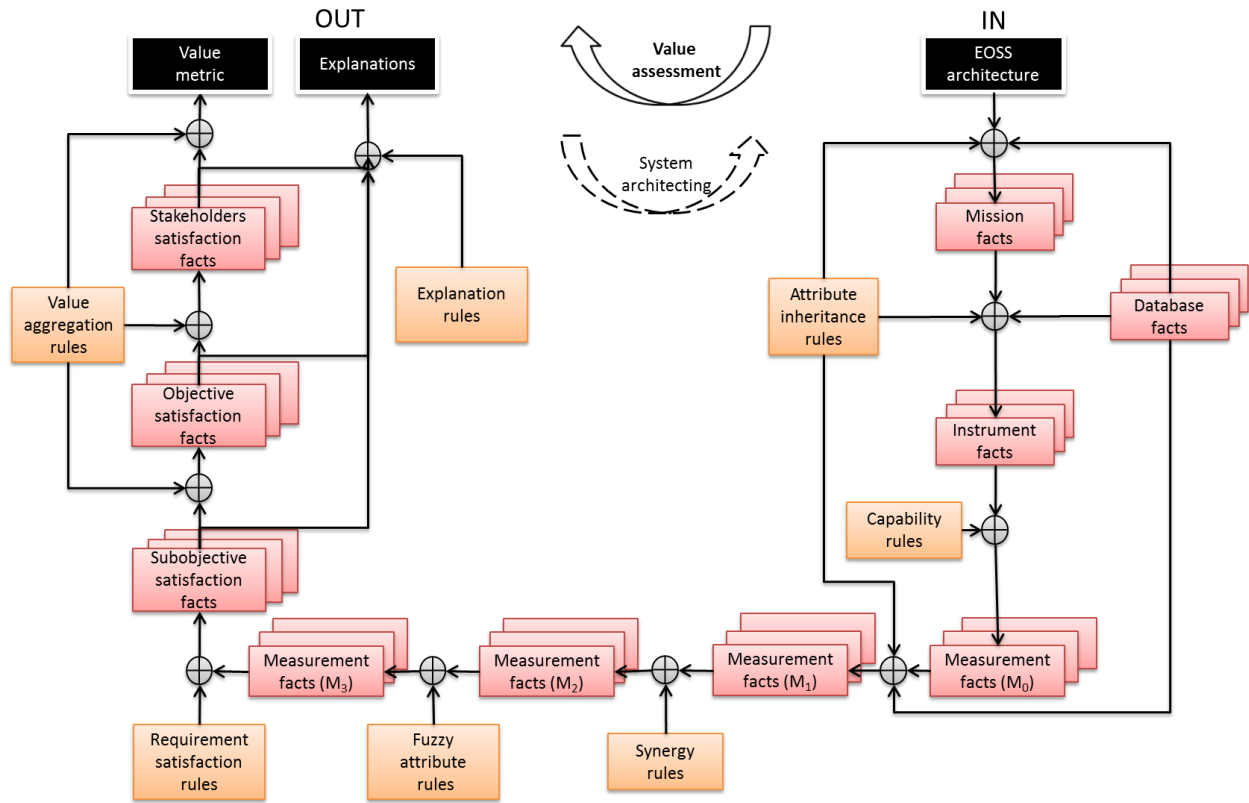 OUT
IN
Value
metric
Explanations
Value
assessment
EOSS
architecture
System
architecting
Stakeholders
satisfaction
facts
Mission
facts
Value
aggregation
rules
Explanation
rules
Attribute
inheritance
rules
Database
facts
Objective
satisfaction
facts
Instrument
facts
Capability
rules
Subobjective
satisfaction
facts
Measurement
facts (M3)
Measurement
facts (M2)
Measurement
facts (M1)
Measurement
facts (M0)
Requirement
satisfaction
rules
Fuzzy
attribute
rules
Synergy
rules